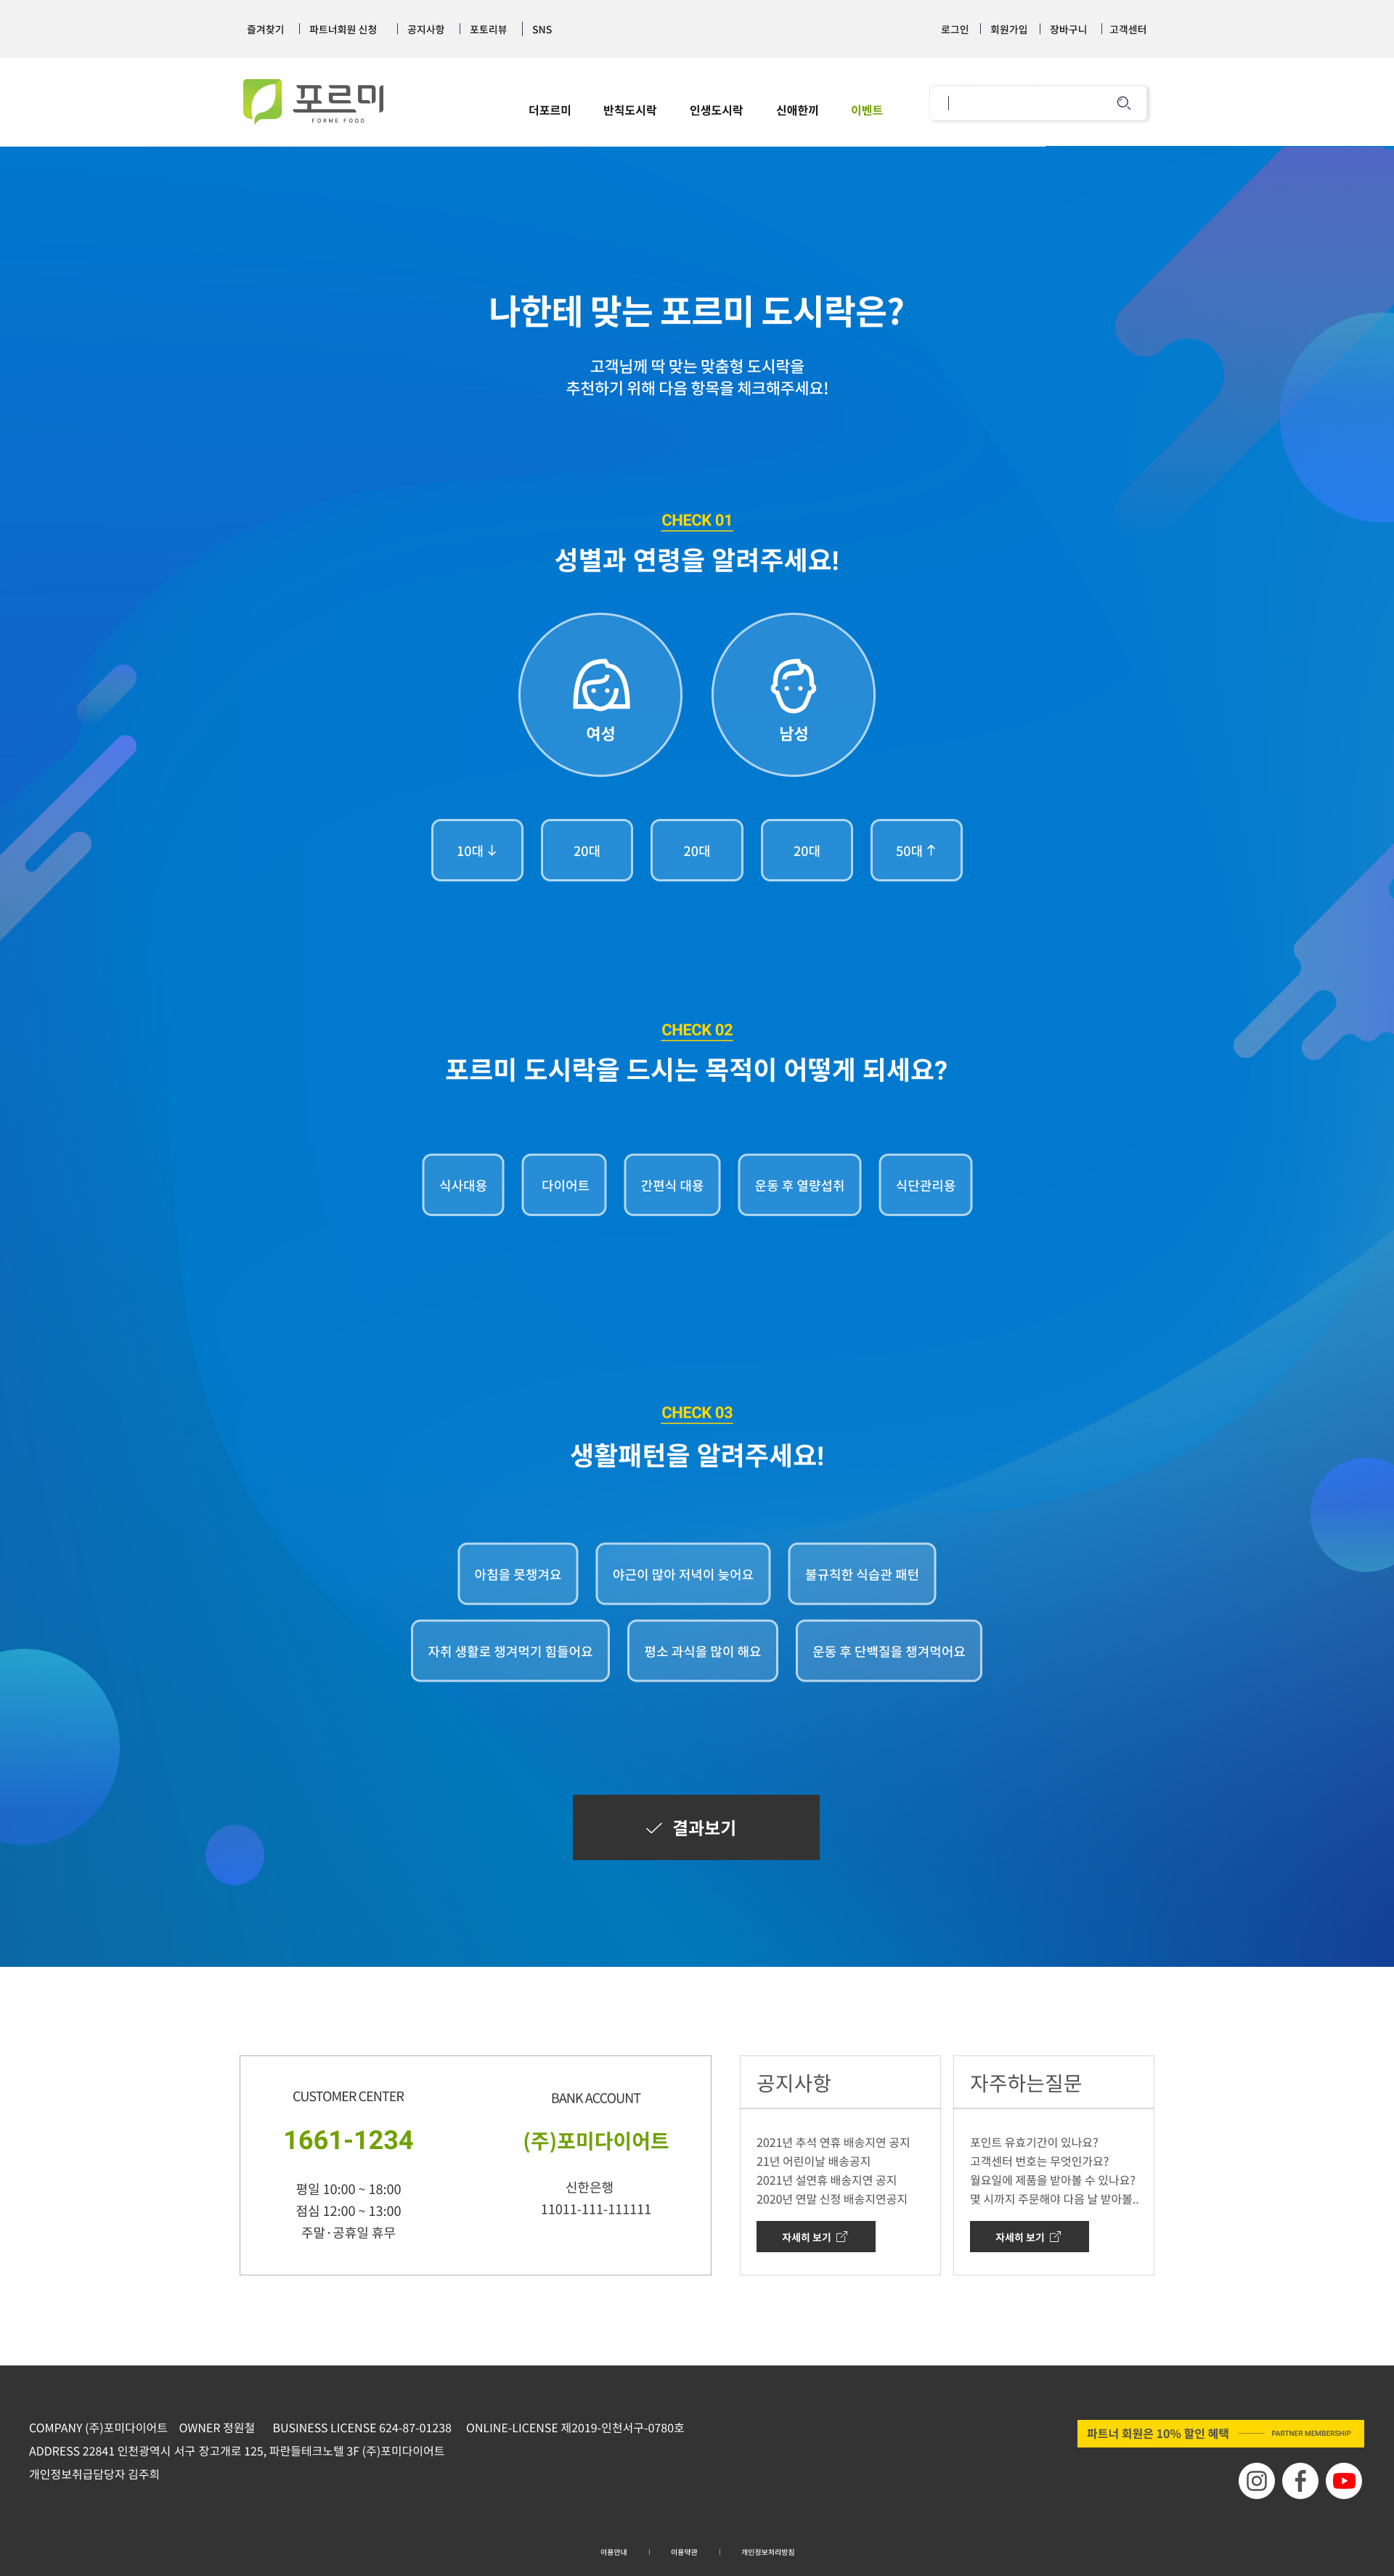 즐겨찾기 파트너회원 신청 공지사항 포토리뷰 SNS 로그인 회원가입 장바구니 고객센터
포르미
FORME FOOD
더포르미 반칙도시락 인생도시락 신애한끼 이벤트
나한테 맞는 포르미 도시락은?
고객님께 딱 맞는 맞춤형 도시락을
추천하기 위해 다음 항목을 체크해주세요!
CHECK 01
성별과 연령을 알려주세요!
여성 남성
10대↓ 20대 20대 20대 50대↑
CHECK 02
포르미 도시락을 드시는 목적이 어떻게 되세요?
식사대용 다이어트 간편식 대용 운동 후 열량섭취 식단관리용
CHECK 03
생활패턴을 알려주세요!
아침을 못챙겨요 야근이 많아 저녁이 늦어요 불규칙한 식습관 패턴
자취 생활로 챙겨먹기 힘들어요 평소 과식을 많이 해요 운동 후 단백질을 챙겨먹어요
결과보기
CUSTOMER CENTER
1661-1234
평일 10:00 ~ 18:00
점심 12:00 ~ 13:00
주말·공휴일 휴무
BANK ACCOUNT
(주)포미다이어트
신한은행
11011-111-111111
공지사항
2021년 추석 연휴 배송지연 공지
21년 어린이날 배송공지
2021년 설연휴 배송지연 공지
2020년 연말 신정 배송지연공지
자세히 보기
자주하는질문
포인트 유효기간이 있나요?
고객센터 번호는 무엇인가요?
월요일에 제품을 받아볼 수 있나요?
몇 시까지 주문해야 다음 날 받아볼..
자세히 보기
COMPANY (주)포미다이어트 OWNER 정원철 BUSINESS LICENSE 624-87-01238 ONLINE-LICENSE 제2019-인천서구-0780호
ADDRESS 22841 인천광역시 서구 장고개로 125, 파란들테크노텔 3F (주)포미다이어트
개인정보취급담당자 김주희
파트너 회원은 10% 할인 혜택 PARTNER MEMBERSHIP
이용안내 이용약관 개인정보처리방침